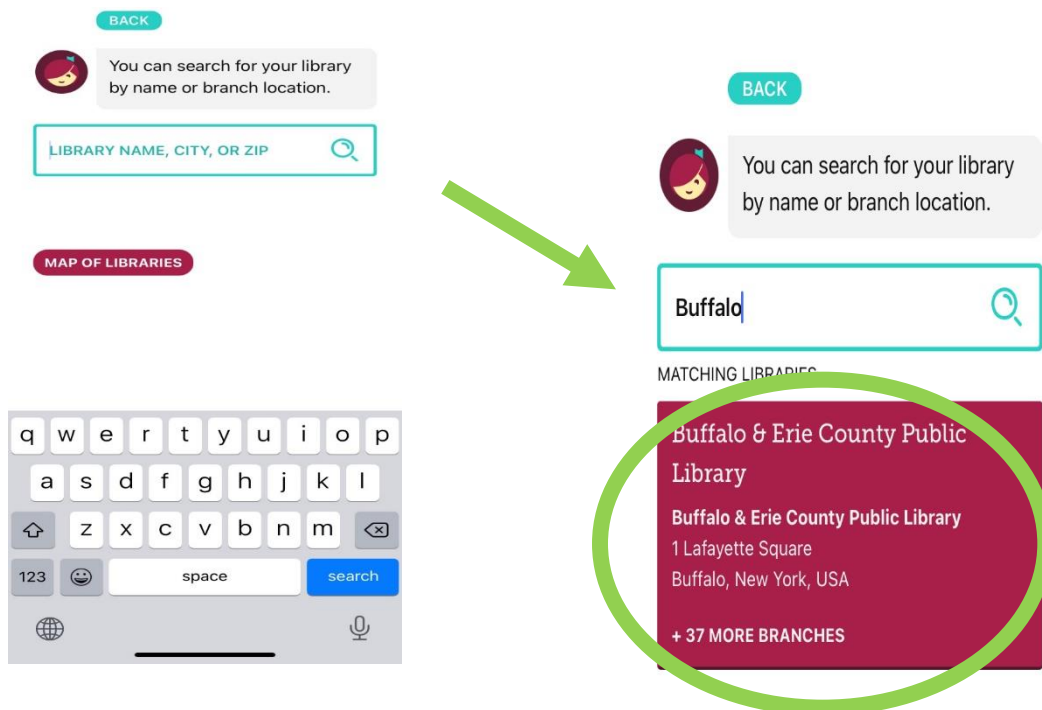 BACK
You can search for your library
by name or branch location.
LIBRARY NAME, CITY, OR ZIP
MAP OF LIBRARIES
q w e r t y u i o p
a s d f g h j k l
z x c v b n m
123 space search
BACK
You can search for your library
by name or branch location.
Buffalo
MATCHING LIBRARIES
Buffalo & Erie County Public
Library
Buffalo & Erie County Public Library
1 Lafayette Square
Buffalo, New York, USA
+ 37 MORE BRANCHES